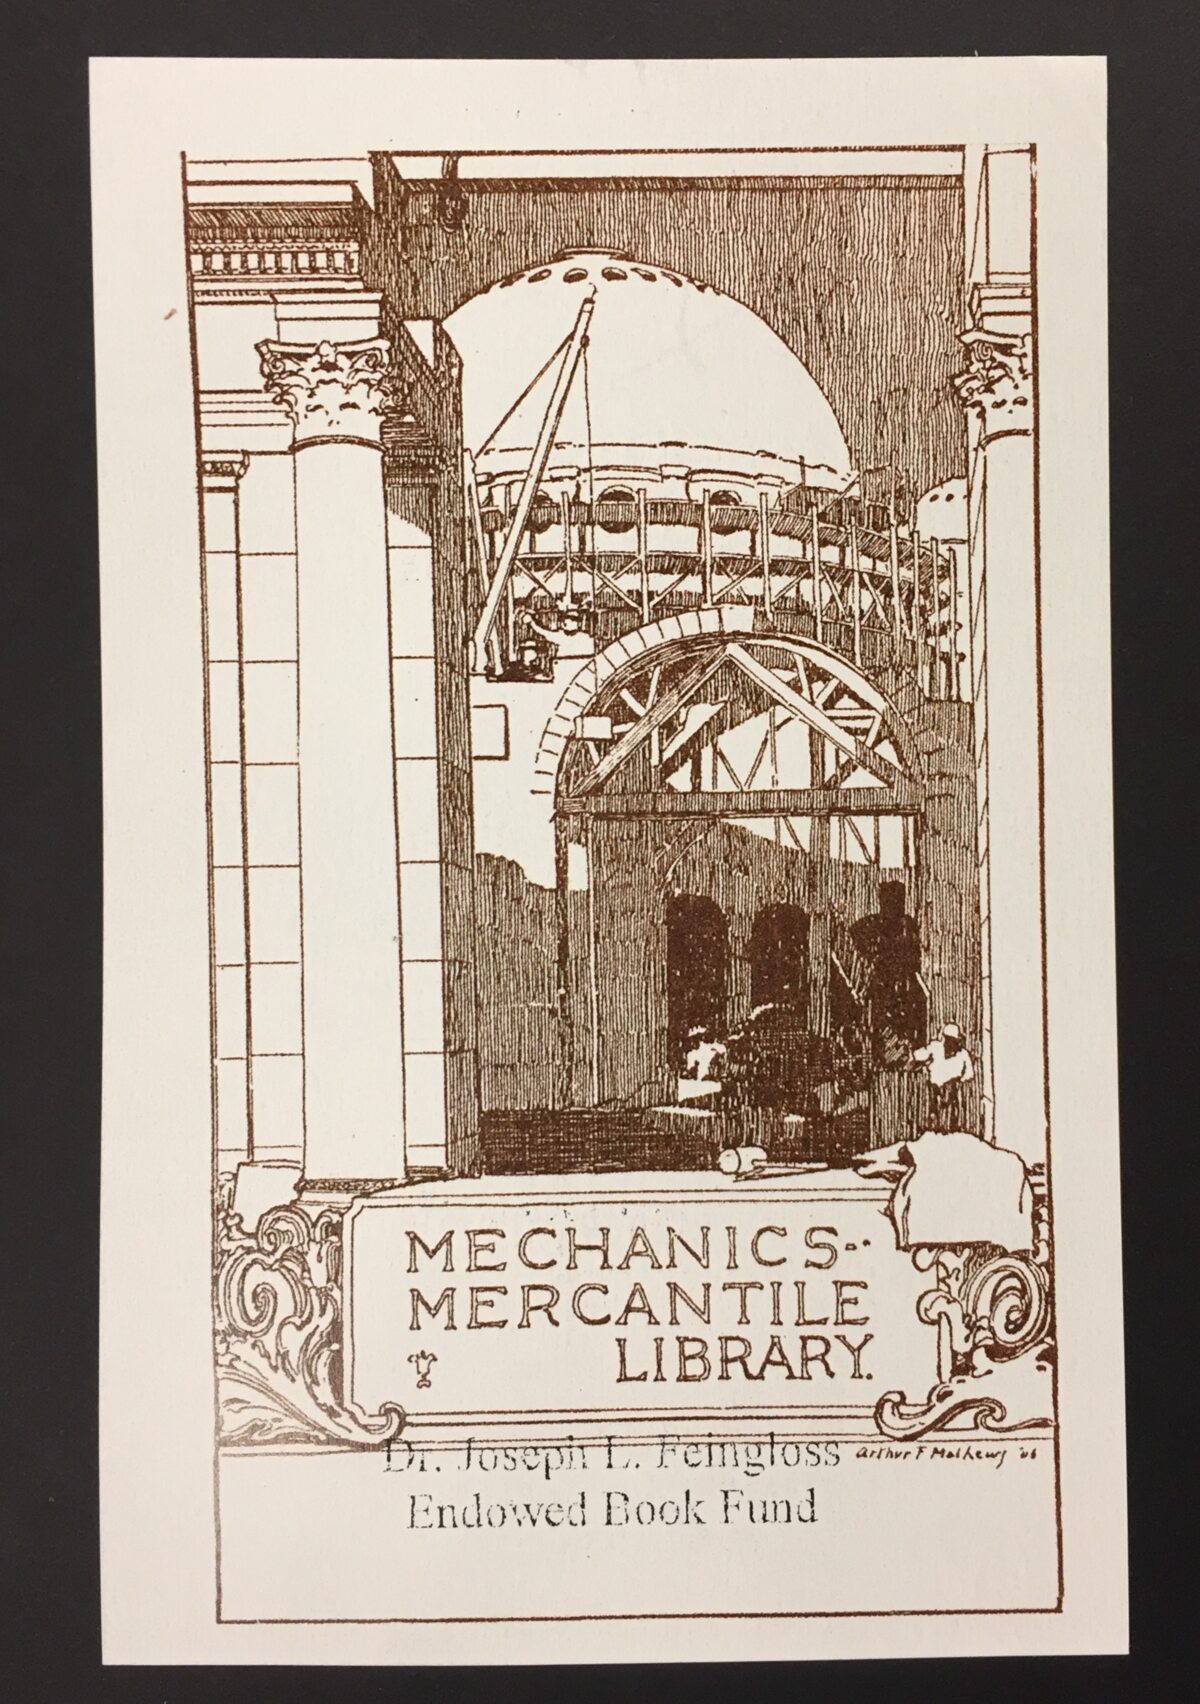 MECHANICS-
MERCANTILE
LIBRARY.
Arthur F Mathews '06
Dr. Joseph L. Feingloss
Endowed Book Fund